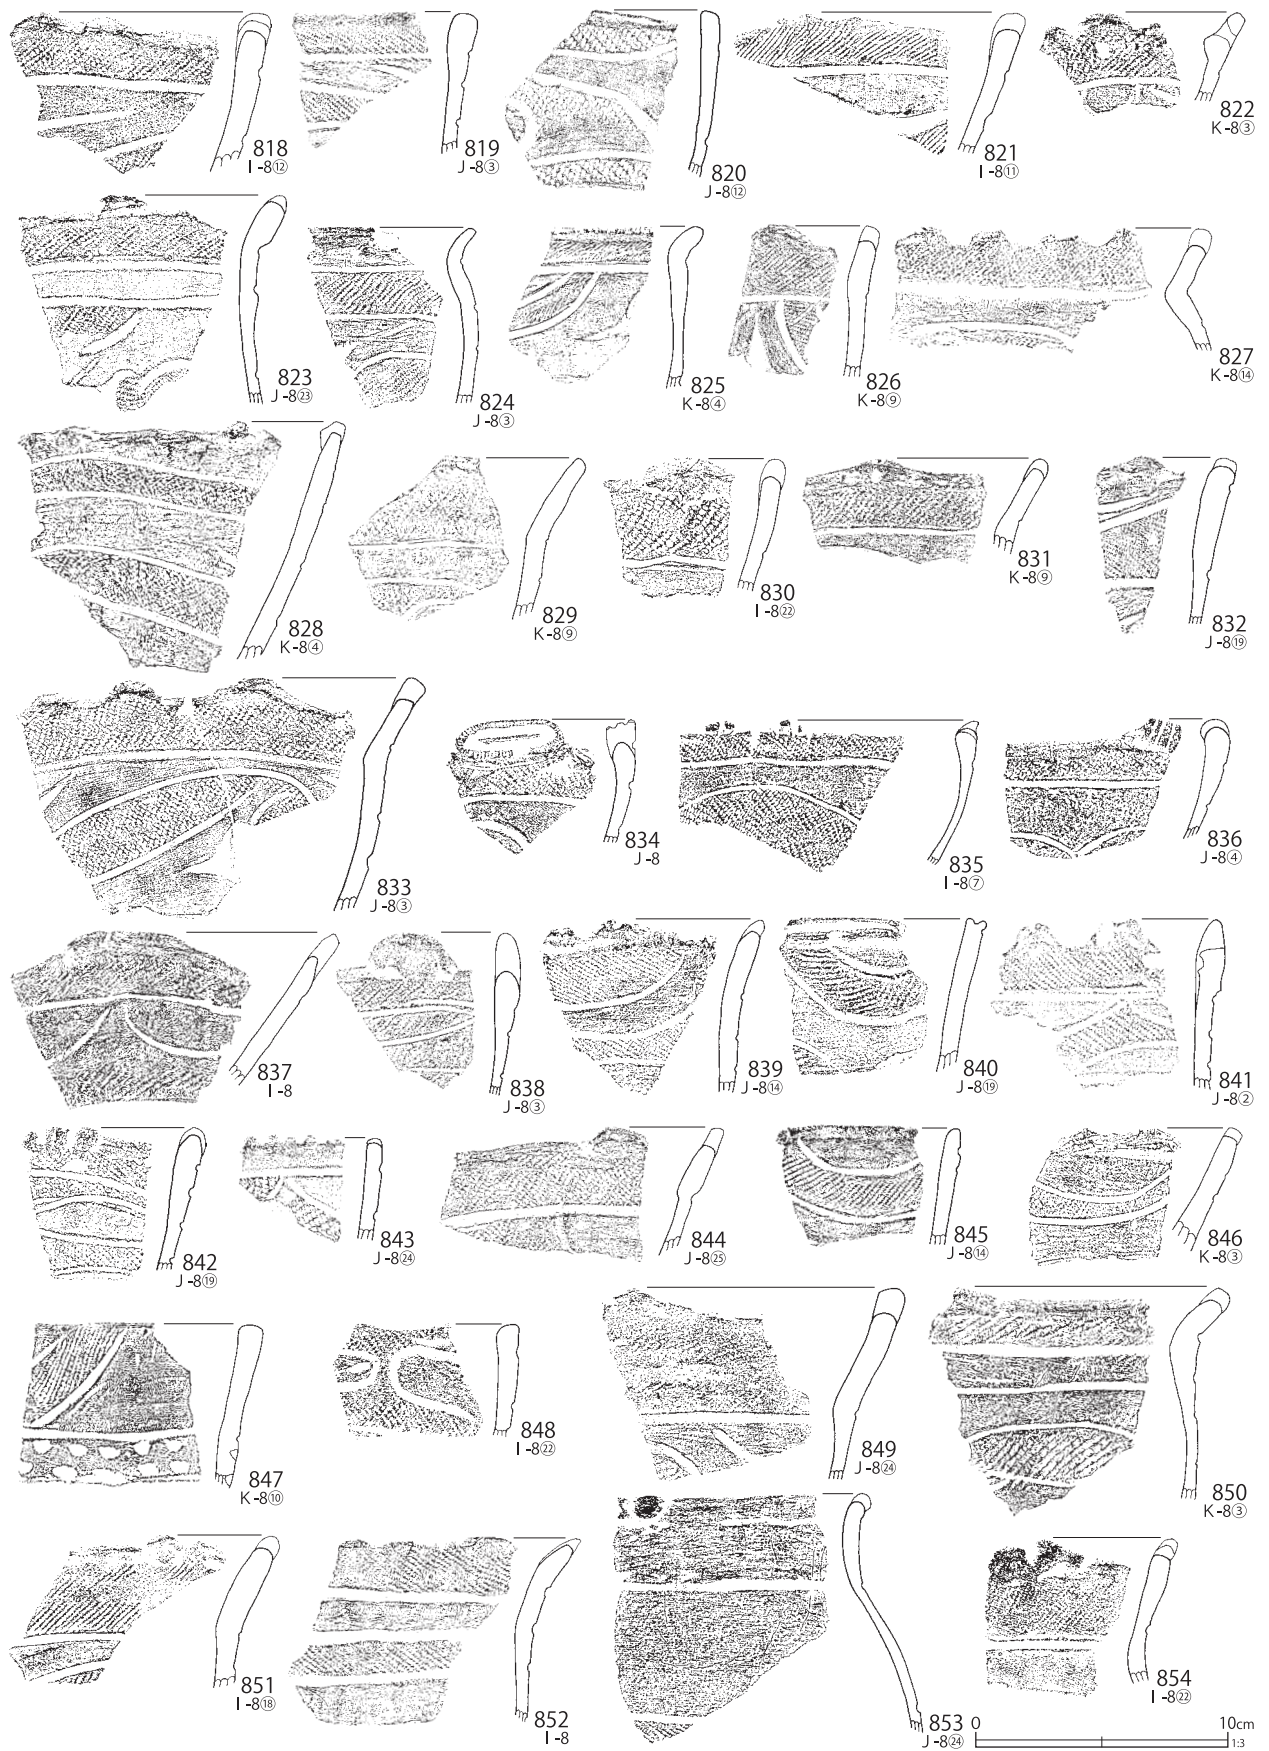 818
I-8⑫
819
J-8③
820
J-8⑫
821
I-8⑪
822
K-8③
823
J-8㉓
824
J-8③
825
K-8④
826
K-8⑨
827
K-8⑭
828
K-8④
829
K-8⑨
830
I-8㉒
831
K-8⑨
832
J-8⑲
833
J-8③
834
J-8
835
I-8⑦
836
J-8④
837
I-8
838
J-8③
839
J-8⑭
840
J-8⑲
841
J-8②
842
J-8⑲
843
J-8㉔
844
J-8㉕
845
J-8⑭
846
K-8③
847
K-8⑩
848
I-8㉒
849
J-8㉔
850
K-8③
851
I-8⑱
852
I-8
853
J-8㉔
854
I-8㉒
0 10cm
1:3